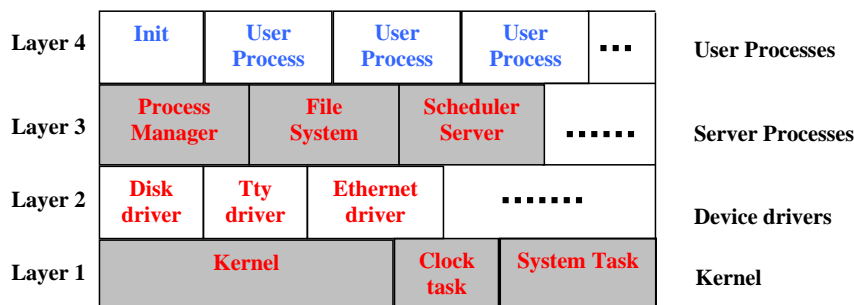 Layer 4
Init
User
Process
User
Process
User
Process
...
User Processes
Layer 3
Process
Manager
File
System
Scheduler
Server
......
Server Processes
Layer 2
Disk
driver
Tty
driver
Ethernet
driver
.......
Device drivers
Layer 1
Kernel
Clock
task
System Task
Kernel